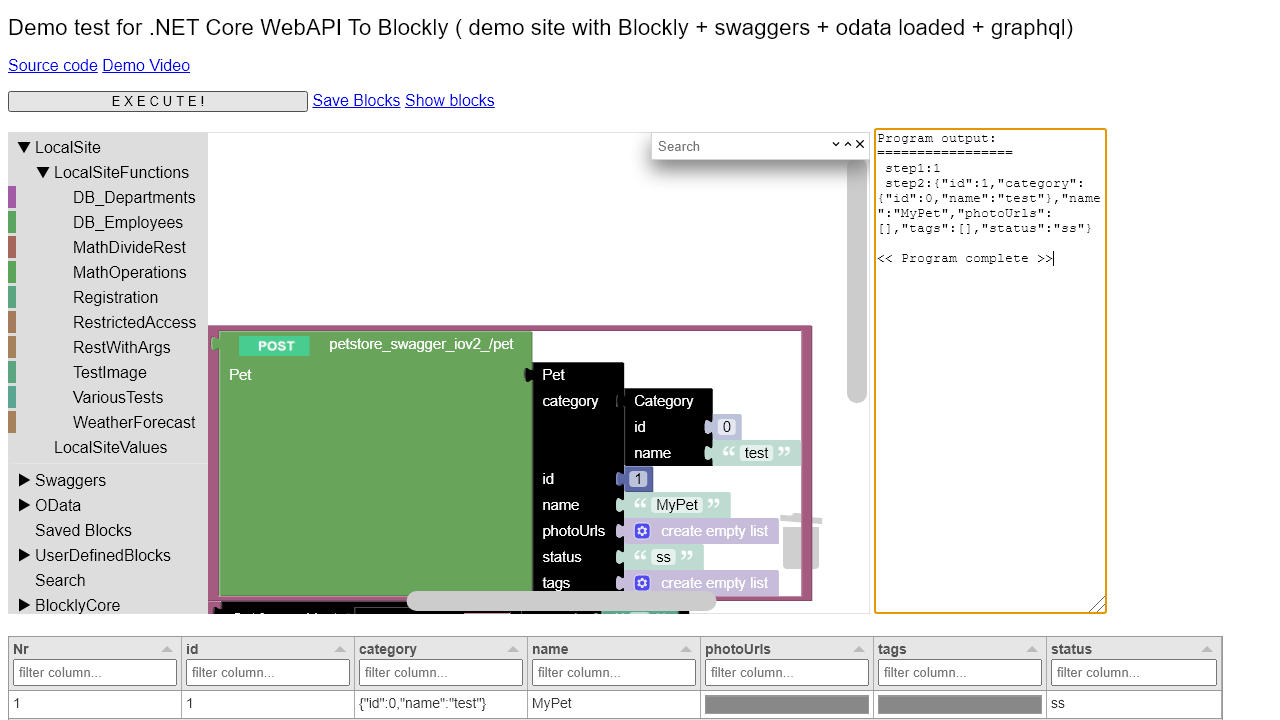 Demo test for .NET Core WebAPI To Blockly ( demo site with Blockly + swaggers + odata loaded + graphql)
Source code Demo Video
E X E C U T E ! Save Blocks Show blocks
LocalSite
LocalSiteFunctions
DB_Departments
DB_Employees
MathDivideRest
MathOperations
Registration
RestrictedAccess
RestWithArgs
TestImage
VariousTests
WeatherForecast
LocalSiteValues
Swaggers
OData
Saved Blocks
UserDefinedBlocks
Search
BlocklyCore
Search
POST petstore_swagger_iov2_/pet
Pet
Pet
category
Category
id 0
name “ test ”
id 1
name “ MyPet ”
photoUrls create empty list
status “ ss ”
tags create empty list
Program output:
=================
step1:1
step2:{"id":1,"category":
{"id":0,"name":"test"},"name
":"MyPet","photoUrls":
[],"tags":[],"status":"ss"}
<< Program complete >>
Nr id category name photoUrls tags status
filter column... filter column... filter column... filter column... filter column... filter column... filter column...
1 1 {"id":0,"name":"test"} MyPet ss